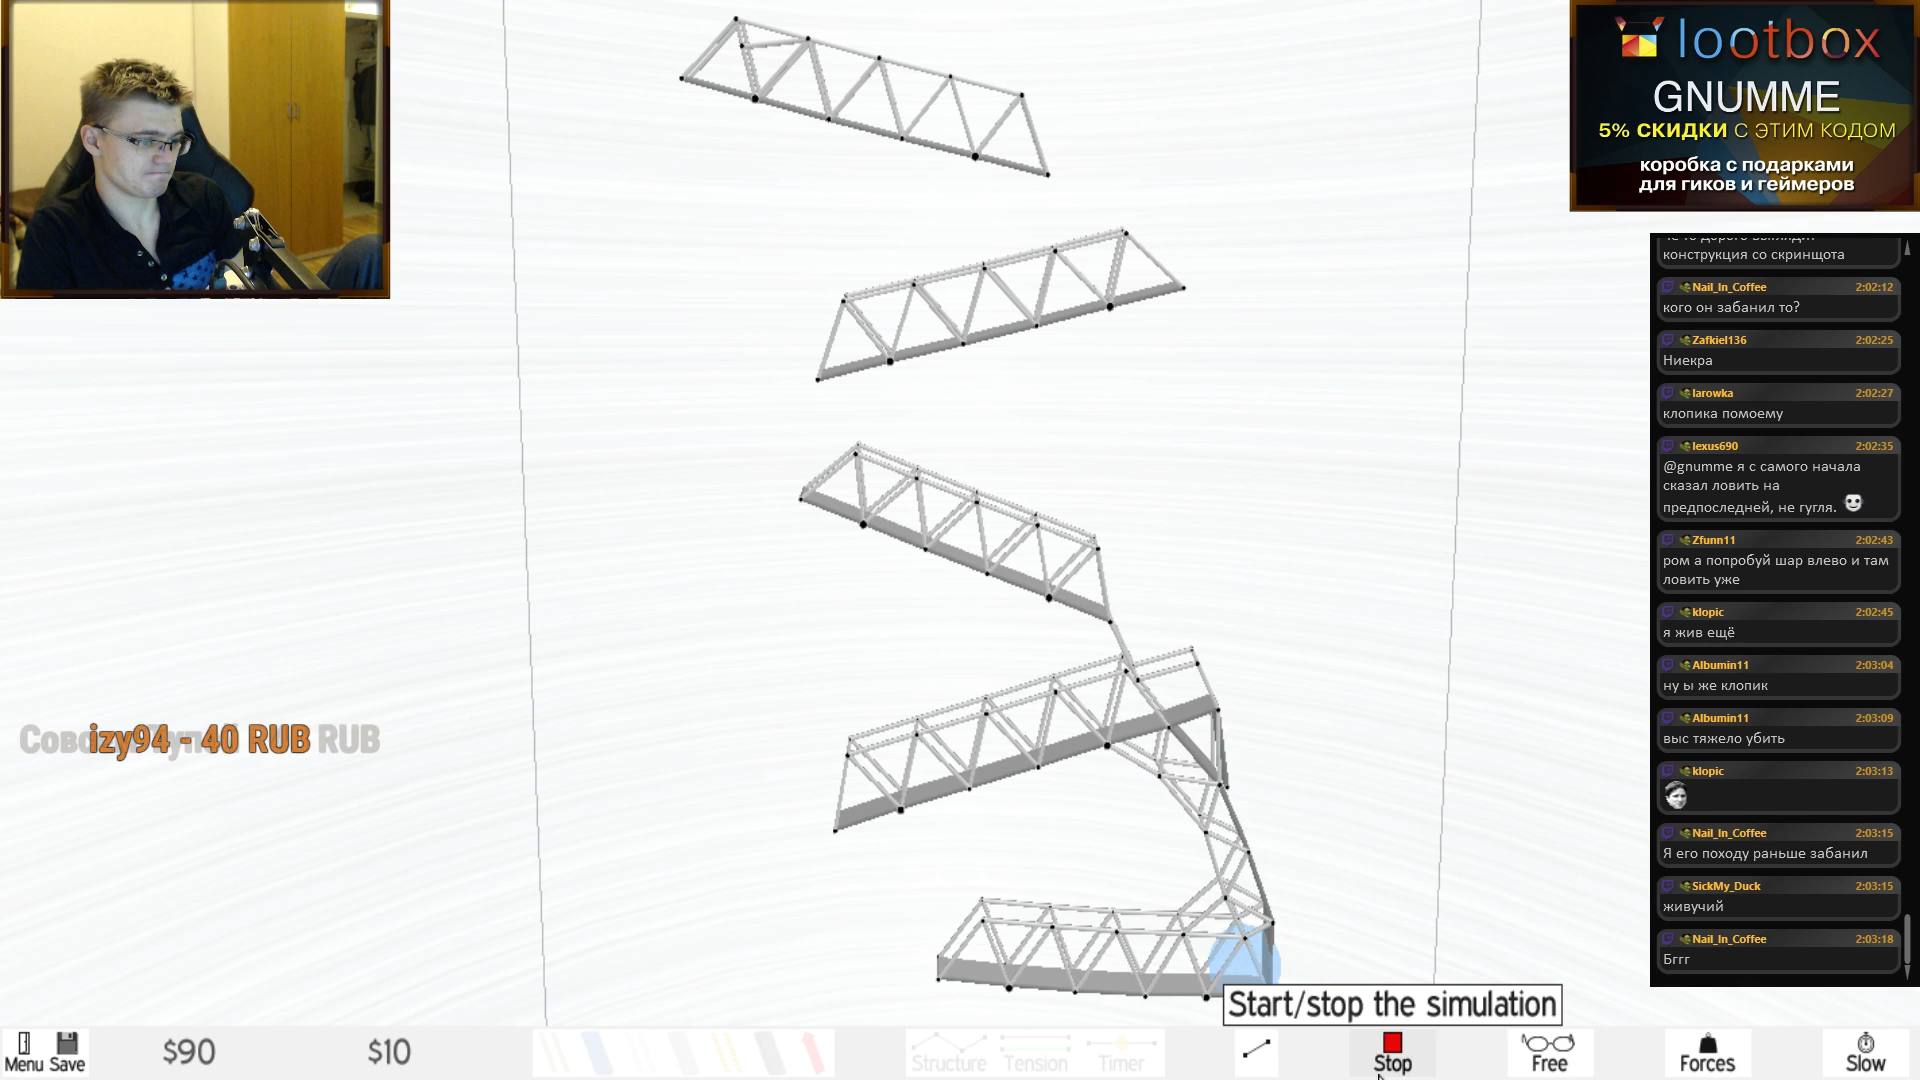 lootbox
GNUMME
5% СКИДКИ С ЭТИМ КОДОМ
коробка с подарками
для гиков и геймеров
конструкция со скриншота
Nail_In_Coffee 2:02:12
кого он забанил то?
Zafkiel136 2:02:25
Ниекра
larowka 2:02:27
клопика помоему
lexus690 2:02:35
@gnumme я с самого начала
сказал ловить на
предпоследней, не гугля.
Zfunn11 2:02:43
ром а попробуй шар влево и там
ловить уже
klopic 2:02:45
я жив ещё
Albumin11 2:03:04
ну ы же клопик
Albumin11 2:03:09
выс тяжело убить
klopic 2:03:13
Nail_In_Coffee 2:03:15
Я его походу раньше забанил
SickMy_Duck 2:03:15
живучий
Nail_In_Coffee 2:03:18
Бггг
izy94 - 40 RUB RUB
Start/stop the simulation
Menu Save $90 $10 Structure Tension Timer Stop Free Forces Slow